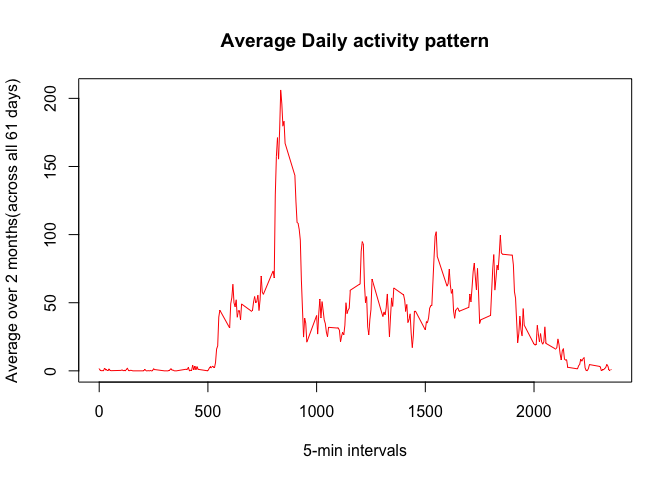 Average Daily activity pattern
Average over 2 months(across all 61 days)
200
150
100
50
0
0 500 1000 1500 2000
5-min intervals